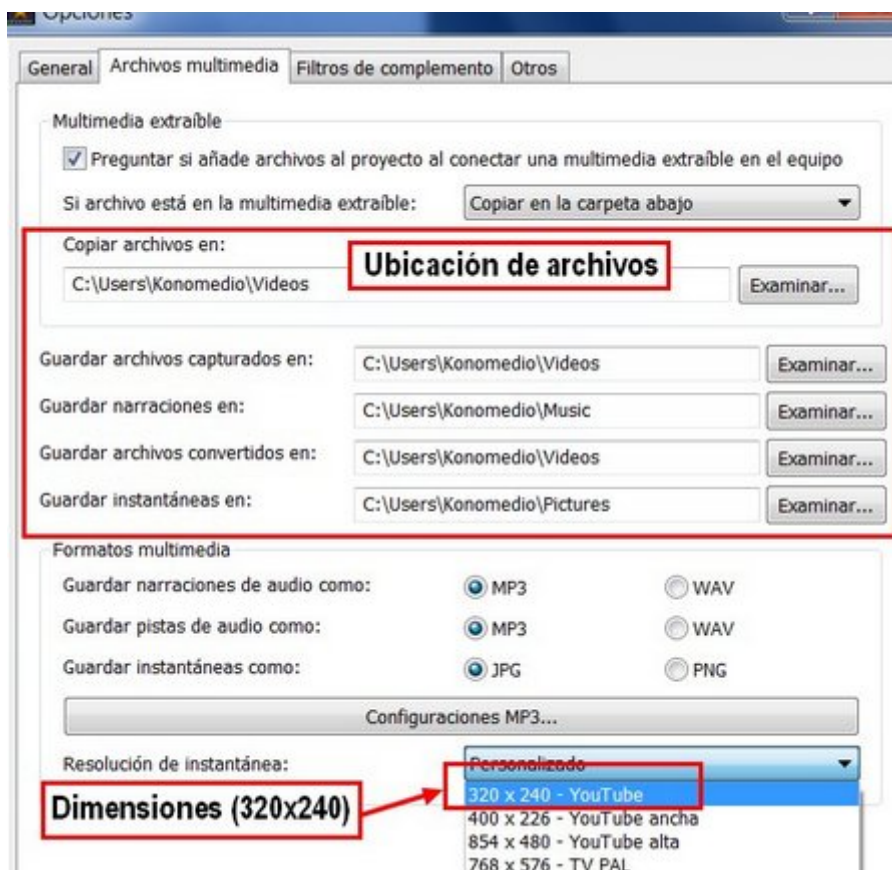 Opciones
General Archivos multimedia Filtros de complemento Otros
Multimedia extraíble
Preguntar si añade archivos al proyecto al conectar una multimedia extraíble en el equipo
Si archivo está en la multimedia extraíble: Copiar en la carpeta abajo
Copiar archivos en:
Ubicación de archivos
C:\Users\Konomedio\Videos Examinar...
Guardar archivos capturados en: C:\Users\Konomedio\Videos Examinar...
Guardar narraciones en: C:\Users\Konomedio\Music Examinar...
Guardar archivos convertidos en: C:\Users\Konomedio\Videos Examinar...
Guardar instantáneas en: C:\Users\Konomedio\Pictures Examinar...
Formatos multimedia
Guardar narraciones de audio como: MP3 WAV
Guardar pistas de audio como: MP3 WAV
Guardar instantáneas como: JPG PNG
Configuraciones MP3...
Resolución de instantánea: Personalizado
Dimensiones (320x240)
320 x 240 - YouTube
400 x 226 - YouTube ancha
854 x 480 - YouTube alta
768 x 576 - TV PAL